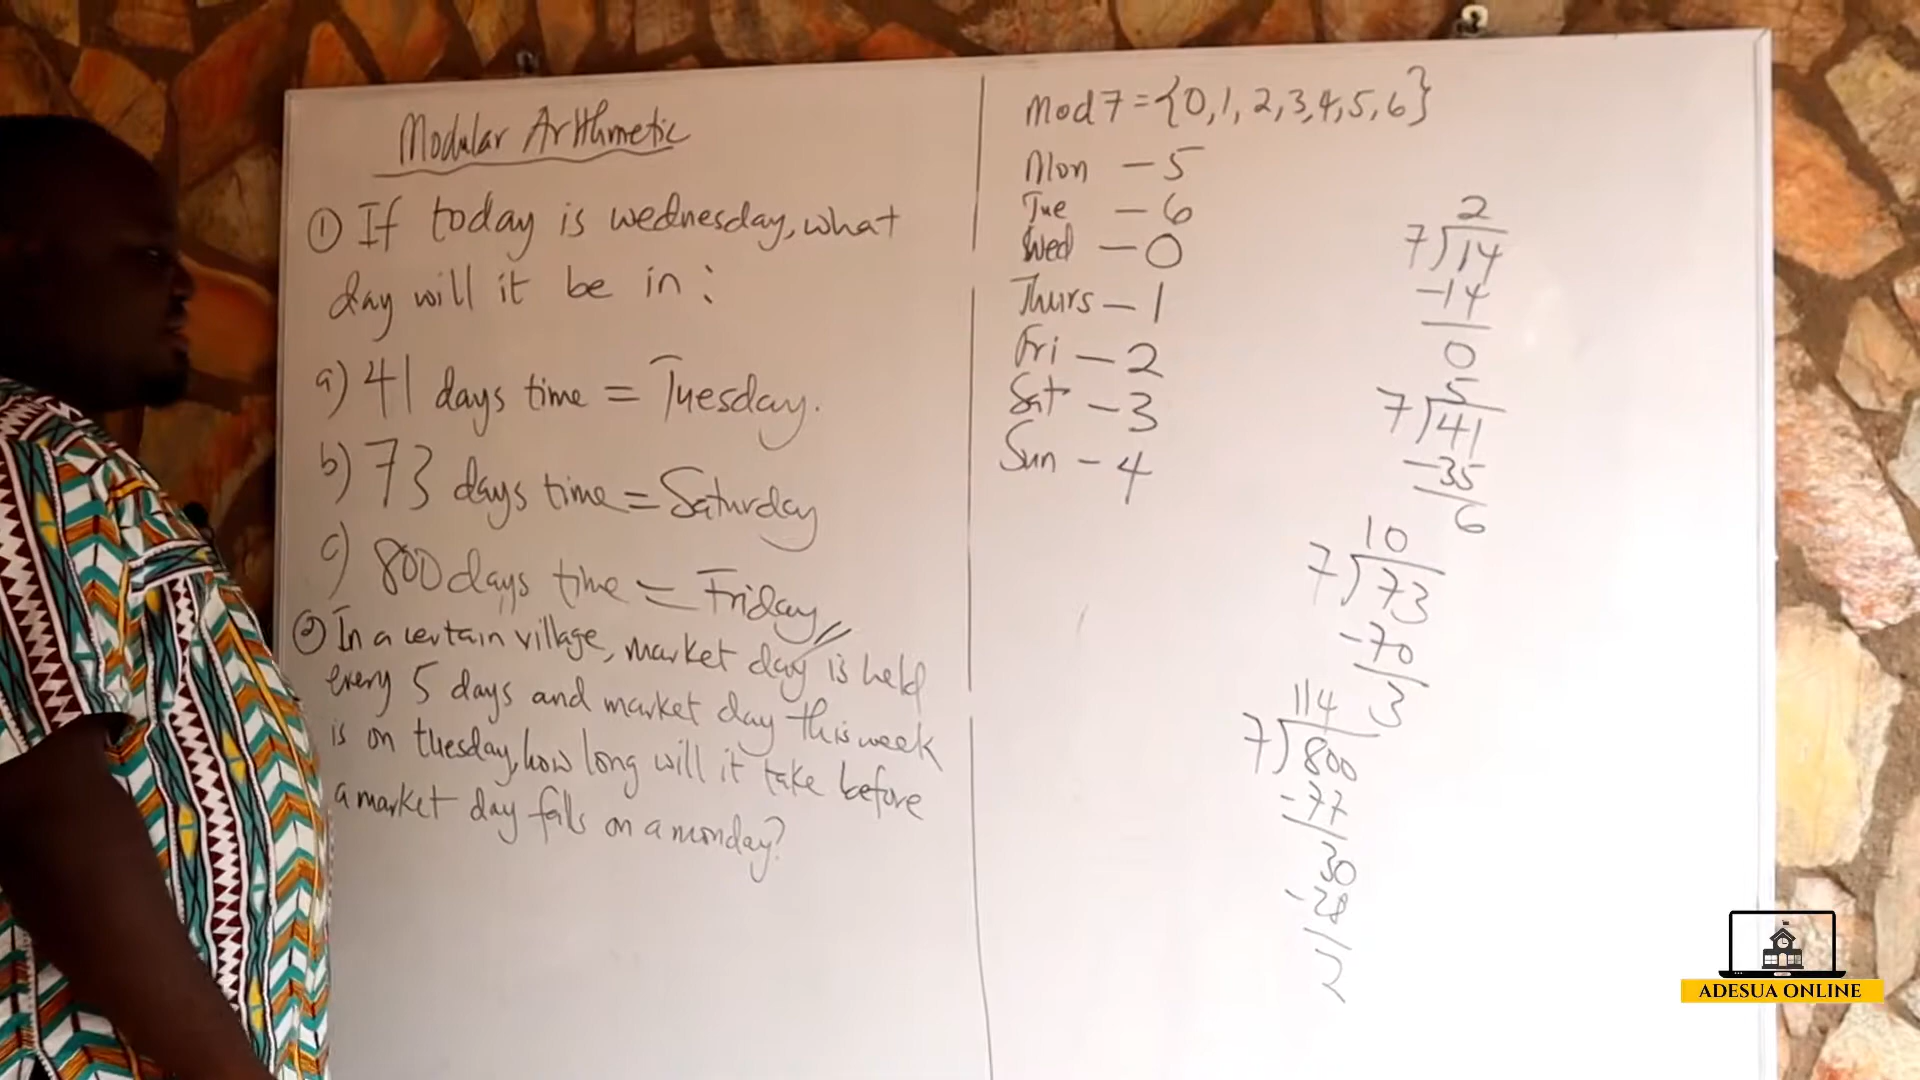 Modular Arithmetic
① If today is wednesday, what
day will it be in :
a) 41 days time = Tuesday.
b) 73 days time = Saturday
c) 800 days time = Friday
② In a certain village, market day is held
every 5 days and market day this week
is on tuesday, how long will it take before
a market day falls on a monday?
Mod 7 = {0, 1, 2, 3, 4, 5, 6}
Mon – 5
Tue – 6
Wed – 0
Thurs – 1
Fri – 2
Sat – 3
Sun – 4
2
7)14
-14
0
5
7)41
-35
6
10
7)73
-70
3
114
7)800
-77
30
-28
2
ADESUA ONLINE